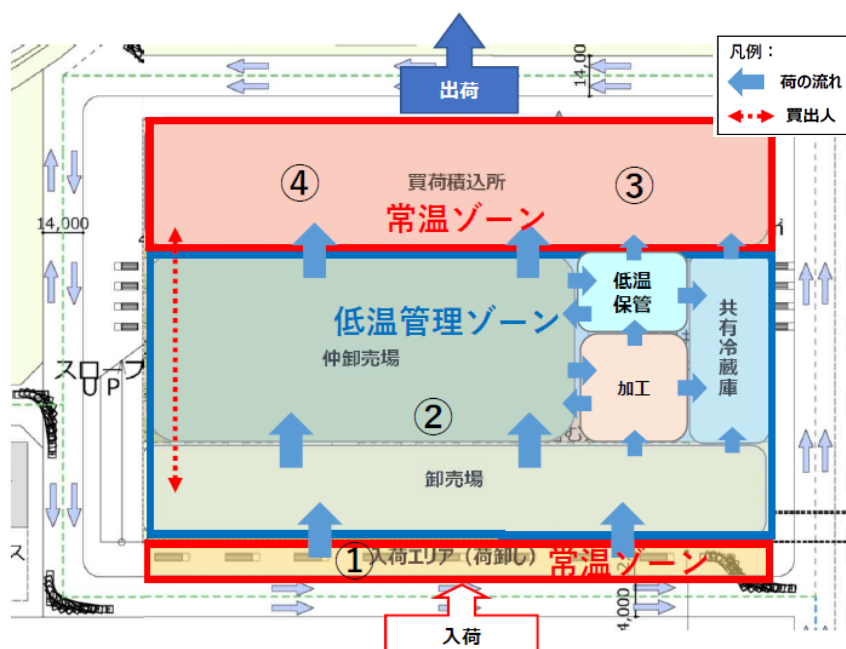 出荷
14,00
凡例：
荷の流れ
買出人
④
買荷積込所
③
常温ゾーン
14,000
低温
保管
低温管理ゾーン
共有冷蔵庫
スロープ
UP
仲卸売場
加工
②
卸売場
ス
①
入荷エリア（荷卸し）
常温ゾーン
4,000
入荷